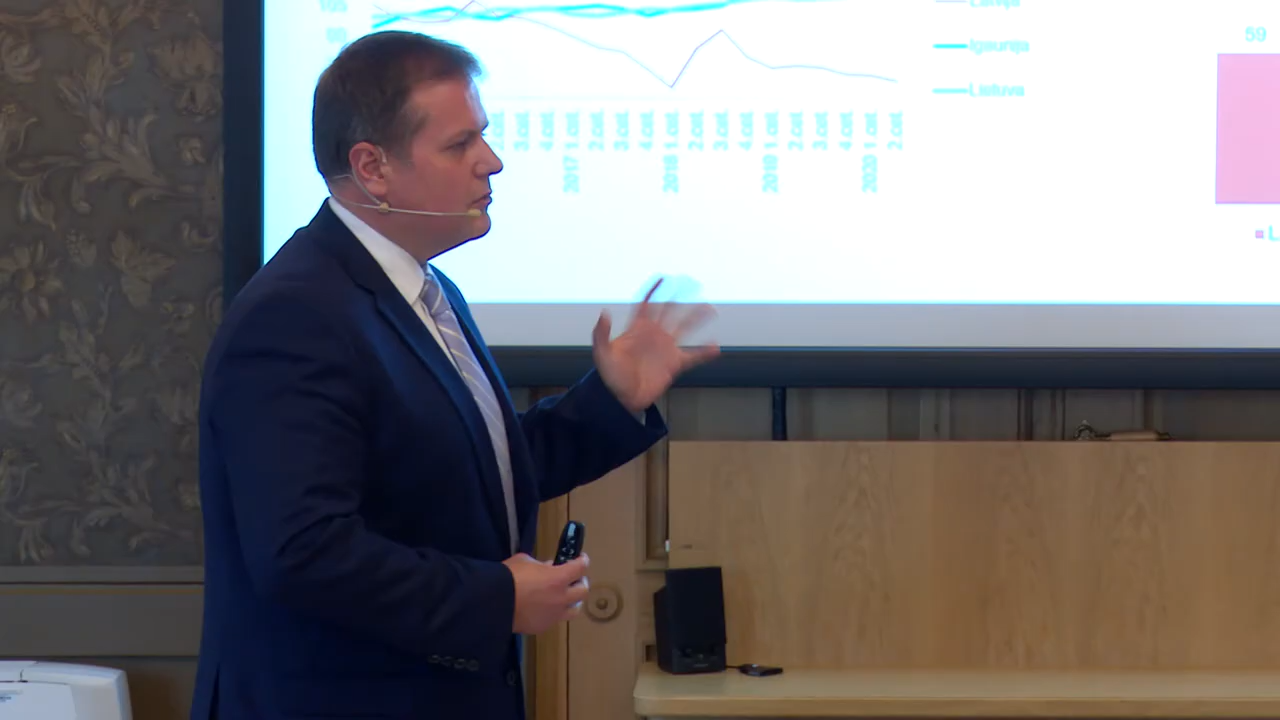 Latvija
Igaunija
Lietuva
59
3.cet.
4.cet.
1.cet.
2.cet.
3.cet.
4.cet.
1.cet.
2.cet.
3.cet.
4.cet.
1.cet.
2.cet.
3.cet.
4.cet.
1.cet.
2.cet.
2017
2018
2019
2020
L